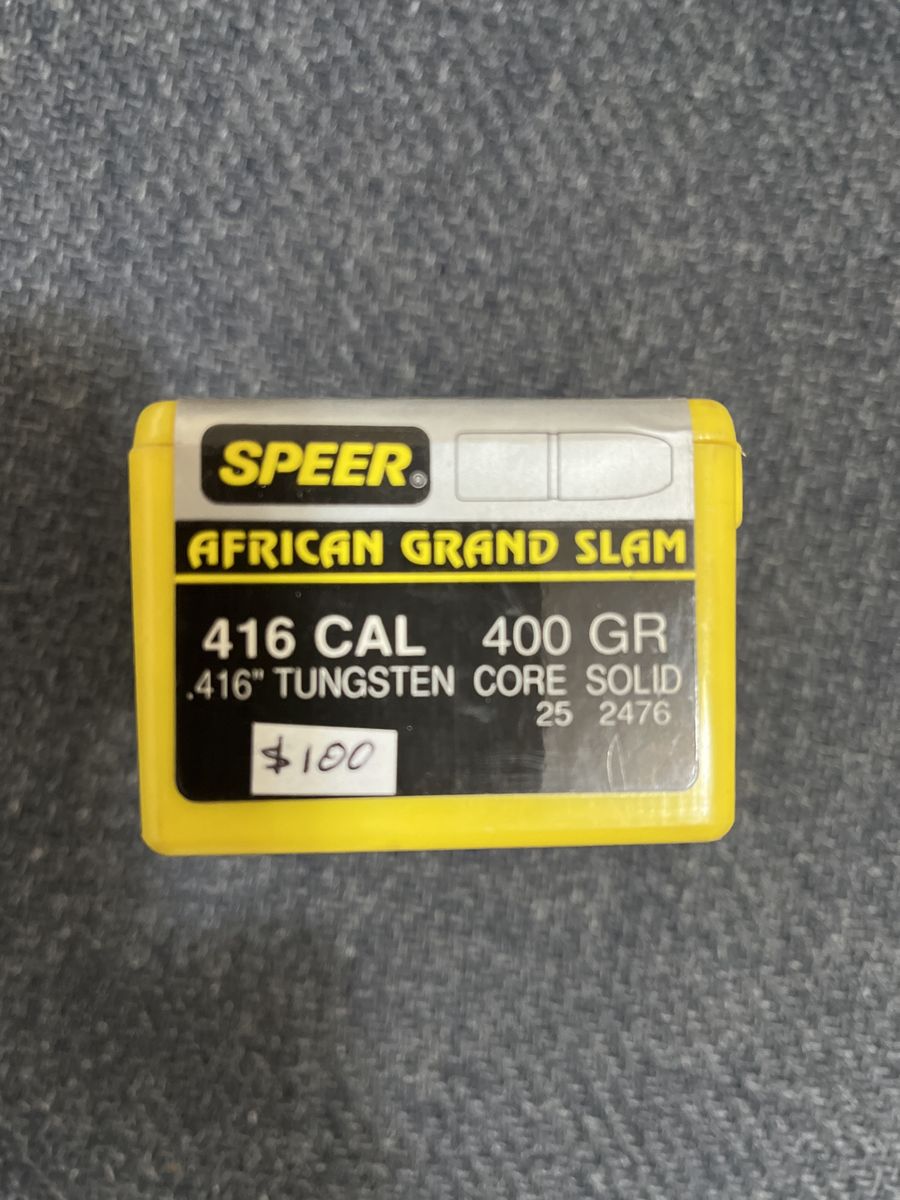 SPEER®
AFRICAN GRAND SLAM
416 CAL 400 GR
.416" TUNGSTEN CORE SOLID
25 2476
$100